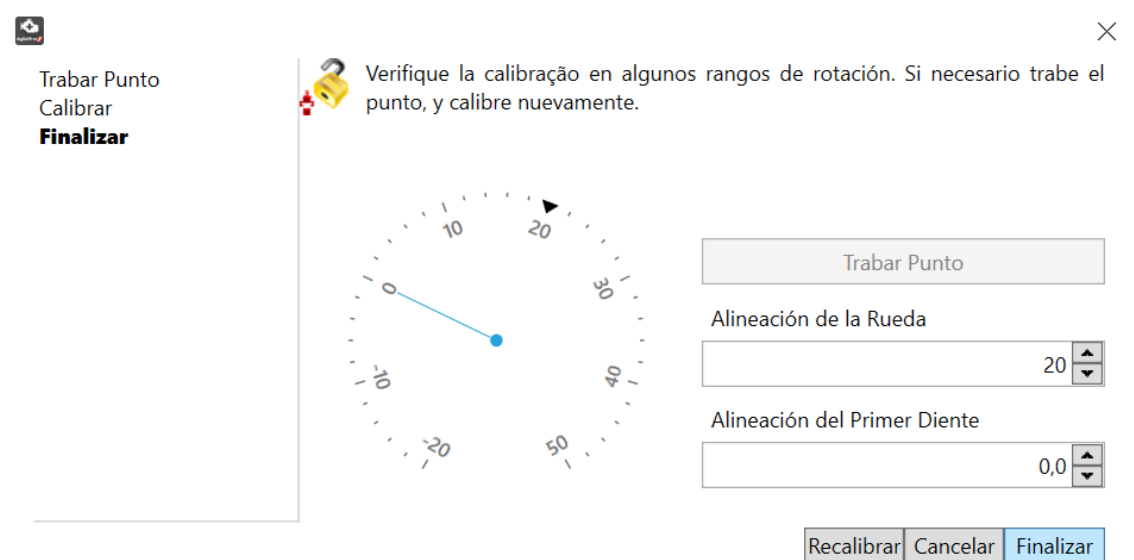 Trabar Punto
Calibrar
Finalizar
Verifique la calibração en algunos rangos de rotación. Si necesario trabe el
punto, y calibre nuevamente.
-20
-10
0
10
20
30
40
50
Trabar Punto
Alineación de la Rueda
20
Alineación del Primer Diente
0,0
Recalibrar Cancelar Finalizar